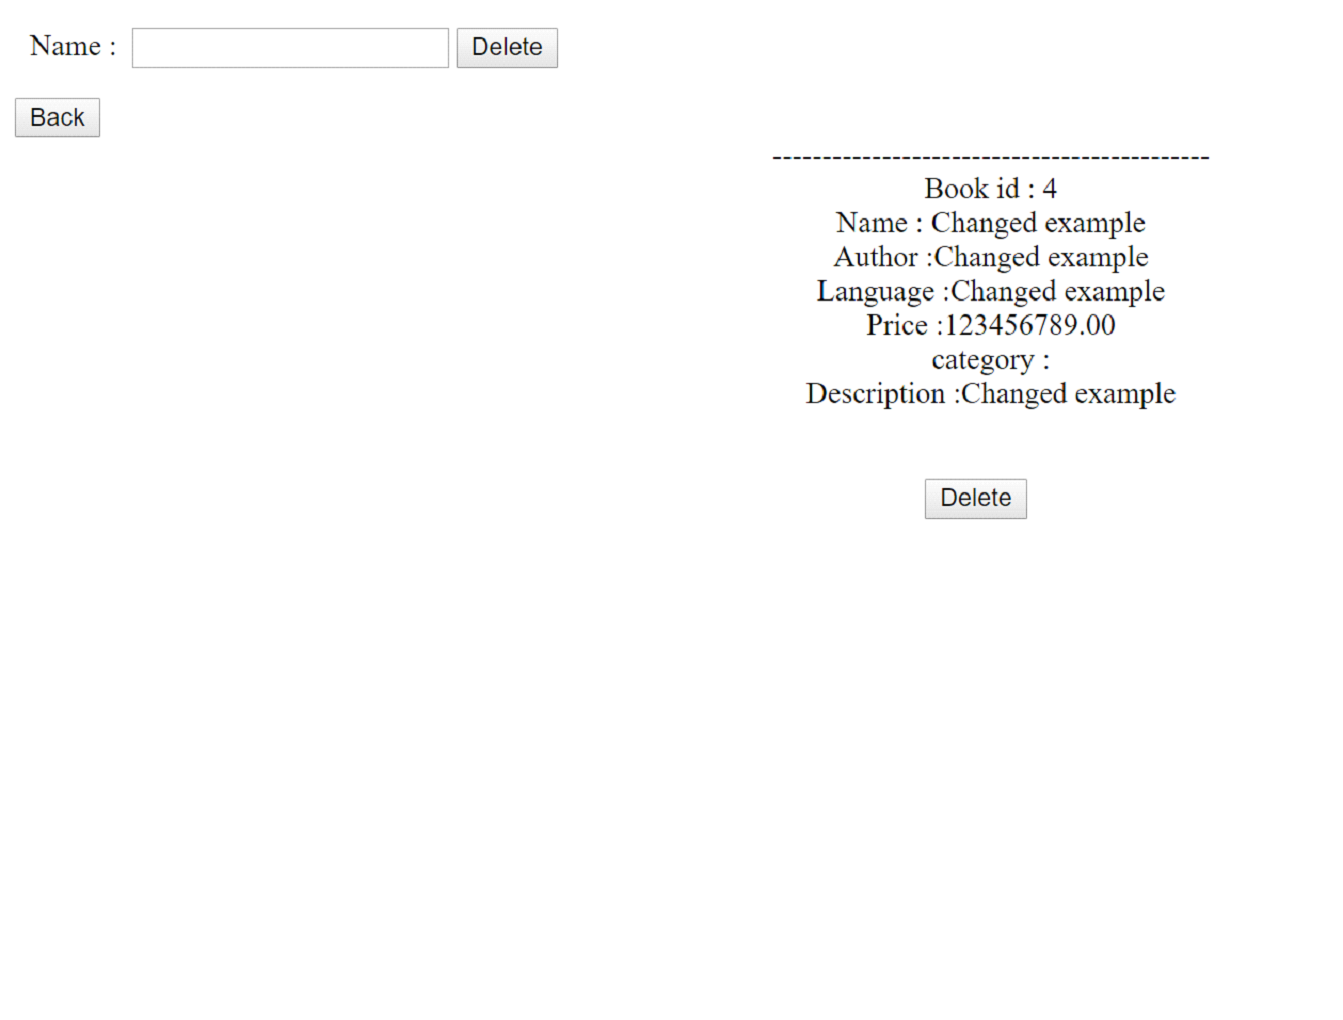 Name : Delete
Back
--------------------------------------------
Book id : 4
Name : Changed example
Author :Changed example
Language :Changed example
Price :123456789.00
category :
Description :Changed example
Delete